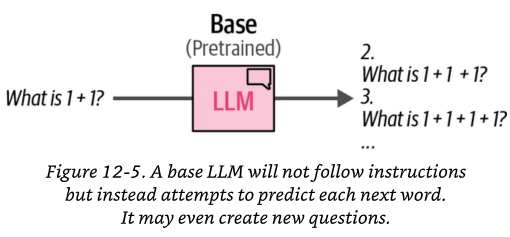 Base
(Pretrained)
What is 1 + 1?
LLM
2.
What is 1 + 1 + 1?
3.
What is 1 + 1 + 1 + 1?
...
Figure 12-5. A base LLM will not follow instructions
but instead attempts to predict each next word.
It may even create new questions.